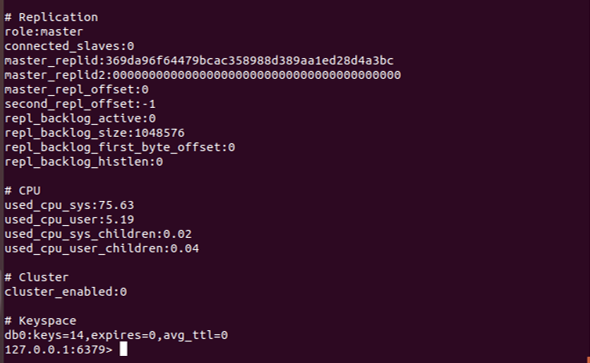 # Replication
role:master
connected_slaves:0
master_replid:369da96f64479bcac358988d389aa1ed28d4a3bc
master_replid2:0000000000000000000000000000000000000000
master_repl_offset:0
second_repl_offset:-1
repl_backlog_active:0
repl_backlog_size:1048576
repl_backlog_first_byte_offset:0
repl_backlog_histlen:0
# CPU
used_cpu_sys:75.63
used_cpu_user:5.19
used_cpu_sys_children:0.02
used_cpu_user_children:0.04
# Cluster
cluster_enabled:0
# Keyspace
db0:keys=14,expires=0,avg_ttl=0
127.0.0.1:6379>